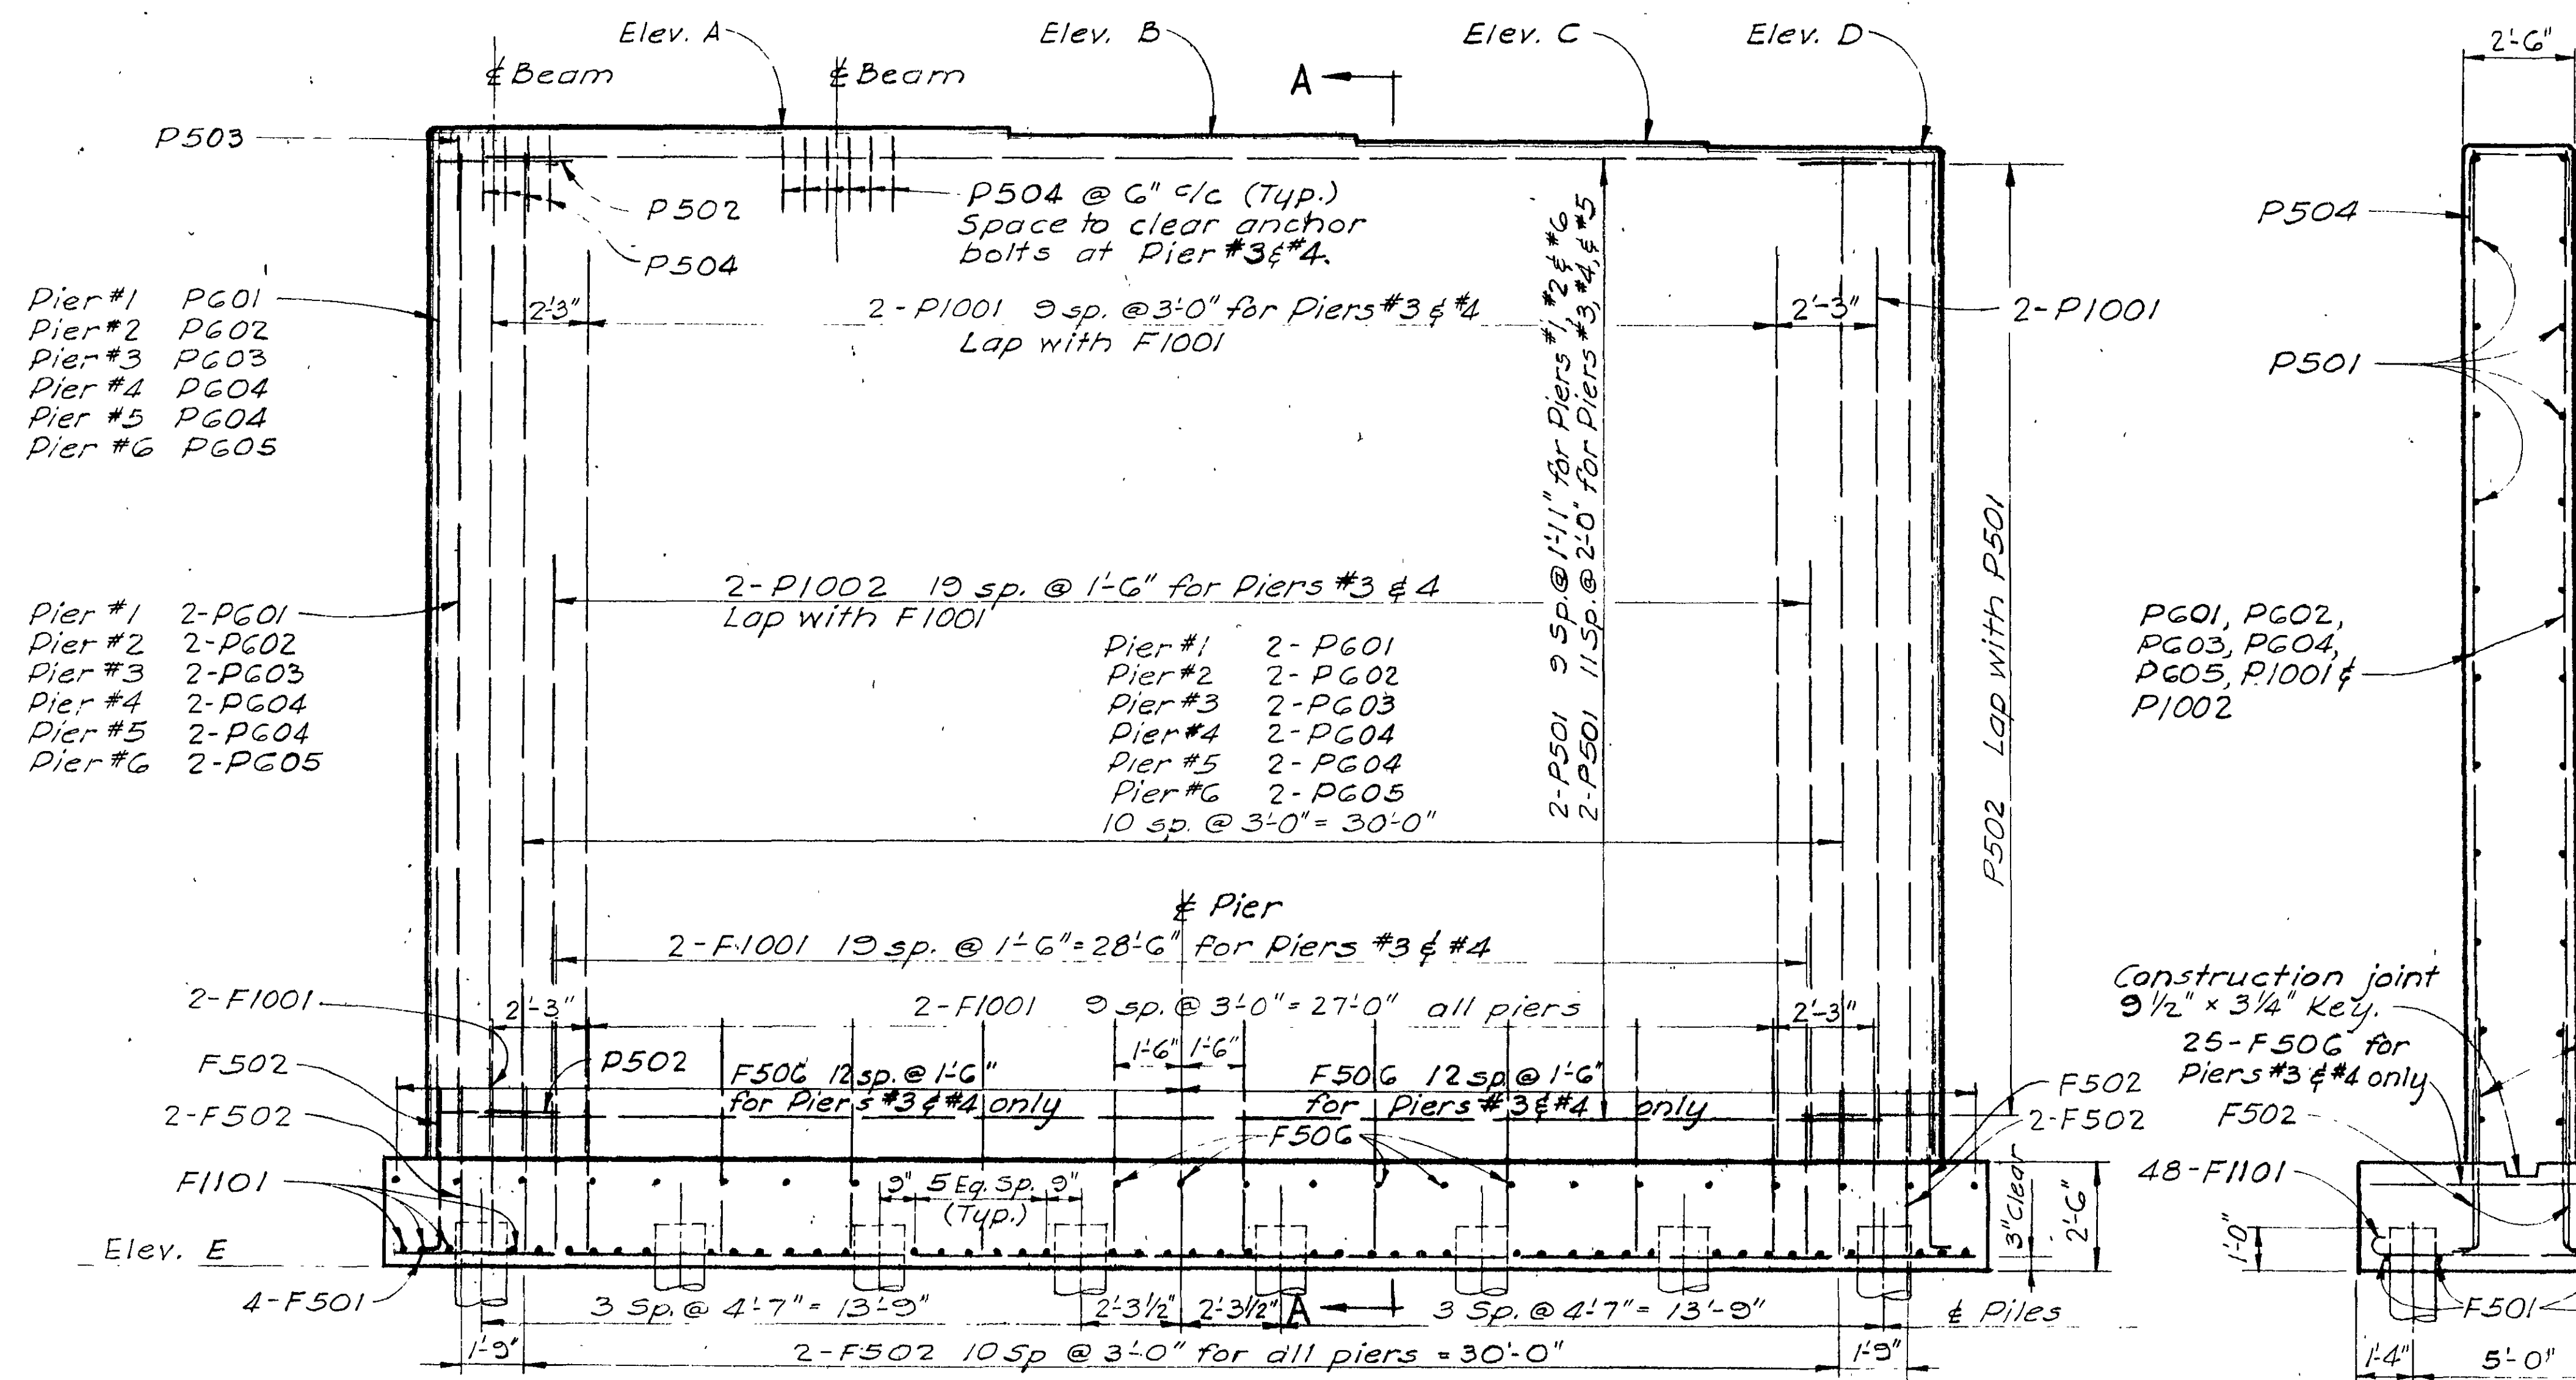 Elev. A
Elev. B
Elev. C
Elev. D
℄ Beam
℄ Beam
A
2'-6"
P503
P502
P504
P504 @ 6" c/c (Typ.)
Space to clear anchor
bolts at Pier #3 & #4.
P504
P501
Pier #1 P601
Pier #2 P602
Pier #3 P603
Pier #4 P604
Pier #5 P604
Pier #6 P605
2'-3"
2-P1001 9 sp. @ 3'-0" for Piers #3 & #4
Lap with F1001
2'-3"
2-P1001
2-P501 9 Sp. @ 1'-11" for Piers #1, #2 & #6
2-P501 11 Sp. @ 2'-0" for Piers #3, #4, & #5
P502 Lap with P501
2-P1002 19 sp. @ 1'-6" for Piers #3 & 4
Lap with F1001
Pier #1 2-P601
Pier #2 2-P602
Pier #3 2-P603
Pier #4 2-P604
Pier #5 2-P604
Pier #6 2-P605
Pier #1 2-P601
Pier #2 2-P602
Pier #3 2-P603
Pier #4 2-P604
Pier #5 2-P604
Pier #6 2-P605
10 sp. @ 3'-0" = 30'-0"
P601, P602,
P603, P604,
P605, P1001 &
P1002
℄ Pier
2-F1001 19 sp. @ 1'-6" = 28'-6" for Piers #3 & #4
2-F1001
2'-3"
2-F1001 9 sp. @ 3'-0" = 27'-0" all piers
2'-3"
Construction joint
9 1/2" x 3 1/4" Key.
25-F506 for
Piers #3 & #4 only
F502
P502
1'-6"
1'-6"
F506 12 sp. @ 1'-6"
for Piers #3 & #4 only
F506 12 sp @ 1'-6"
for Piers #3 & #4 only
F502
2-F502
F502
2-F502
F506
F1101
9"
5 Eq. Sp.
9"
(Typ.)
3" Clear
2'-6"
48-F1101
1'-0"
Elev. E
4-F501
3 Sp. @ 4'-7" = 13'-9"
2'-3 1/2"
2'-3 1/2"
A
3 Sp. @ 4'-7" = 13'-9"
℄ Piles
F501
1'-9"
2-F502 10 Sp @ 3'-0" for all piers = 30'-0"
1'-9"
1'-4"
5'-0"